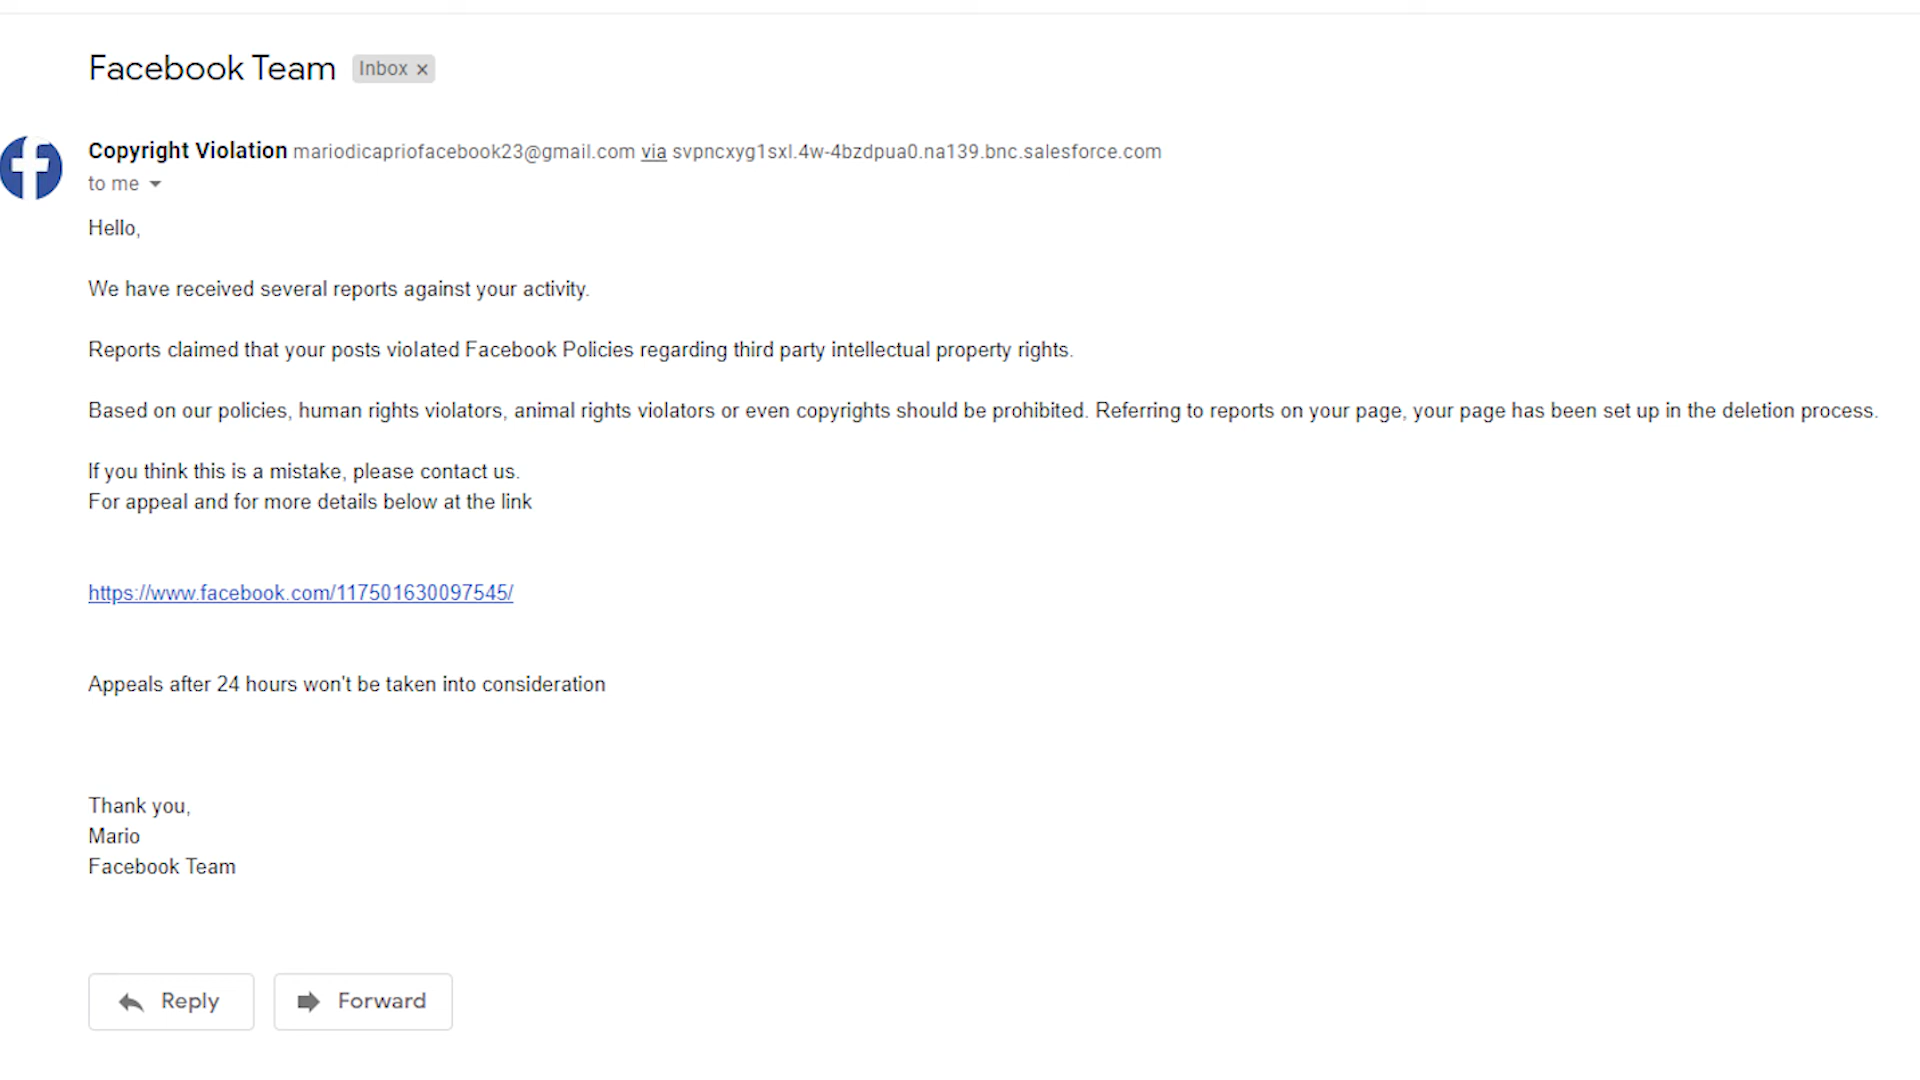 Facebook Team Inbox x
Copyright Violation mariodicapriofacebook23@gmail.com via svpncxyg1sxl.4w-4bzdpua0.na139.bnc.salesforce.com
to me
Hello,
We have received several reports against your activity.
Reports claimed that your posts violated Facebook Policies regarding third party intellectual property rights.
Based on our policies, human rights violators, animal rights violators or even copyrights should be prohibited. Referring to reports on your page, your page has been set up in the deletion process.
If you think this is a mistake, please contact us.
For appeal and for more details below at the link
https://www.facebook.com/117501630097545/
Appeals after 24 hours won't be taken into consideration
Thank you,
Mario
Facebook Team
Reply Forward